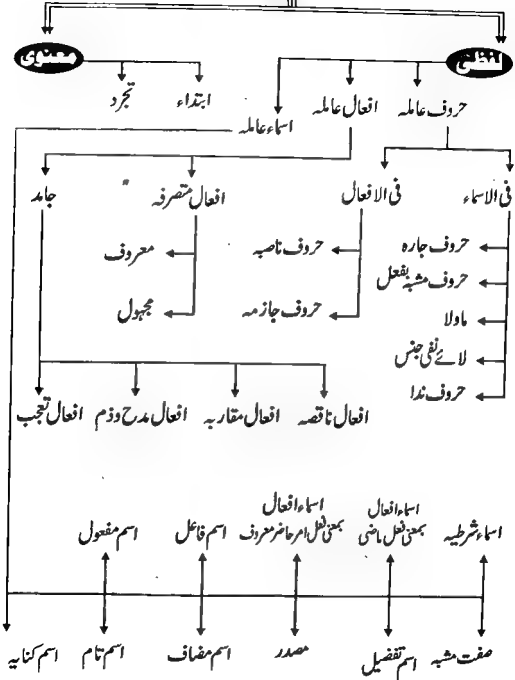 لفظی
معنوی
حروف عاملہ
افعال عاملہ
اسماء عاملہ
ابتداء
تجرد
فی الاسماء
فی الافعال
افعال متصرفہ
جامد
حروف جارہ
حروف مشبہ بفعل
ماولا
لائے نفی جنس
حروف ندا
حروف ناصبہ
حروف جازمہ
معروف
مجہول
افعال ناقصہ
افعال مقاربہ
افعال مدح وذم
افعال تعجب
اسماء شرطیہ
اسماء افعال
بمعنی فعل ماضی
اسماء افعال
بمعنی فعل امر حاضر معروف
اسم فاعل
اسم مفعول
صفت مشبہ
اسم تفضیل
مصدر
اسم مضاف
اسم تام
اسم کنایہ